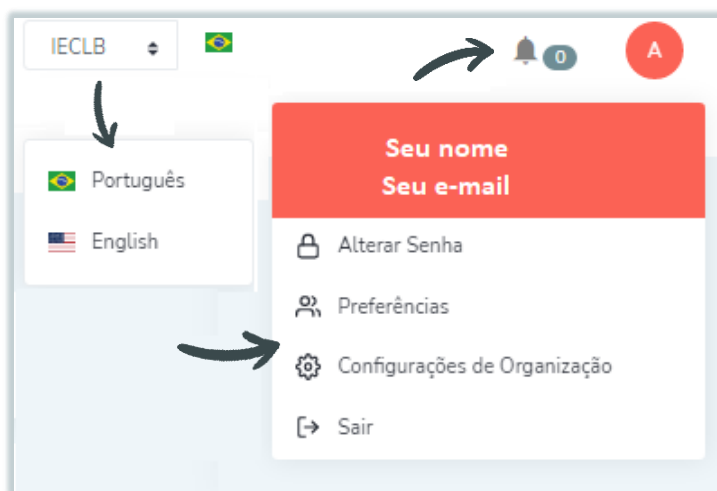 IECLB
0
A
Português
English
Seu nome
Seu e-mail
Alterar Senha
Preferências
Configurações de Organização
Sair